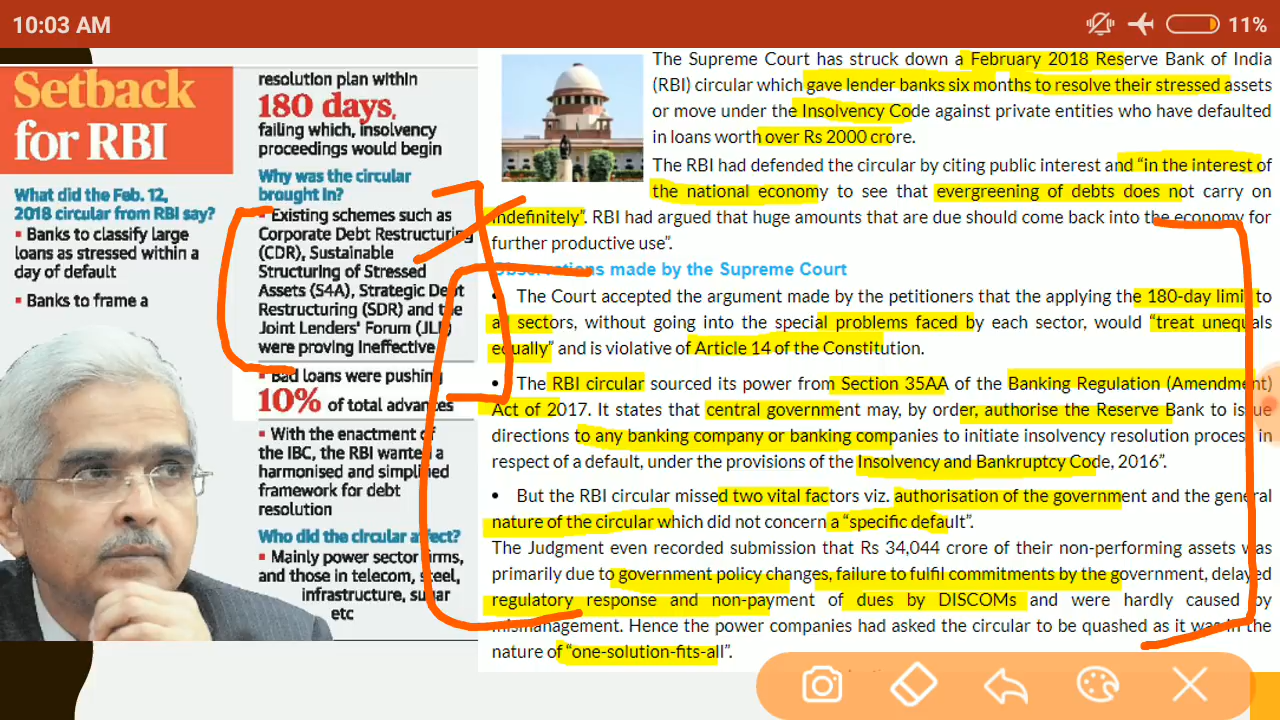 10:03 AM
11%
Setback
for RBI
What did the Feb. 12,
2018 circular from RBI say?
▪ Banks to classify large
loans as stressed within a
day of default
▪ Banks to frame a
resolution plan within
180 days,
failing which, insolvency
proceedings would begin
Why was the circular
brought in?
▪ Existing schemes such as
Corporate Debt Restructuring
(CDR), Sustainable
Structuring of Stressed
Assets (S4A), Strategic Debt
Restructuring (SDR) and the
Joint Lenders' Forum (JLF)
were proving ineffective
▪ Bad loans were pushing
10% of total advances
▪ With the enactment of
the IBC, the RBI wanted a
harmonised and simplified
framework for debt
resolution
Who did the circular affect?
▪ Mainly power sector firms,
and those in telecom, steel,
infrastructure, sugar
etc
The Supreme Court has struck down a February 2018 Reserve Bank of India
(RBI) circular which gave lender banks six months to resolve their stressed assets
or move under the Insolvency Code against private entities who have defaulted
in loans worth over Rs 2000 crore.
The RBI had defended the circular by citing public interest and “in the interest of
the national economy to see that evergreening of debts does not carry on
indefinitely”. RBI had argued that huge amounts that are due should come back into the economy for
further productive use”.
Observations made by the Supreme Court
• The Court accepted the argument made by the petitioners that the applying the 180-day limit to
all sectors, without going into the special problems faced by each sector, would “treat unequals
equally” and is violative of Article 14 of the Constitution.
• The RBI circular sourced its power from Section 35AA of the Banking Regulation (Amendment)
Act of 2017. It states that central government may, by order, authorise the Reserve Bank to issue
directions to any banking company or banking companies to initiate insolvency resolution process in
respect of a default, under the provisions of the Insolvency and Bankruptcy Code, 2016”.
• But the RBI circular missed two vital factors viz. authorisation of the government and the general
nature of the circular which did not concern a “specific default”.
The Judgment even recorded submission that Rs 34,044 crore of their non-performing assets was
primarily due to government policy changes, failure to fulfil commitments by the government, delayed
regulatory response and non-payment of dues by DISCOMs and were hardly caused by
mismanagement. Hence the power companies had asked the circular to be quashed as it was in the
nature of “one-solution-fits-all”.